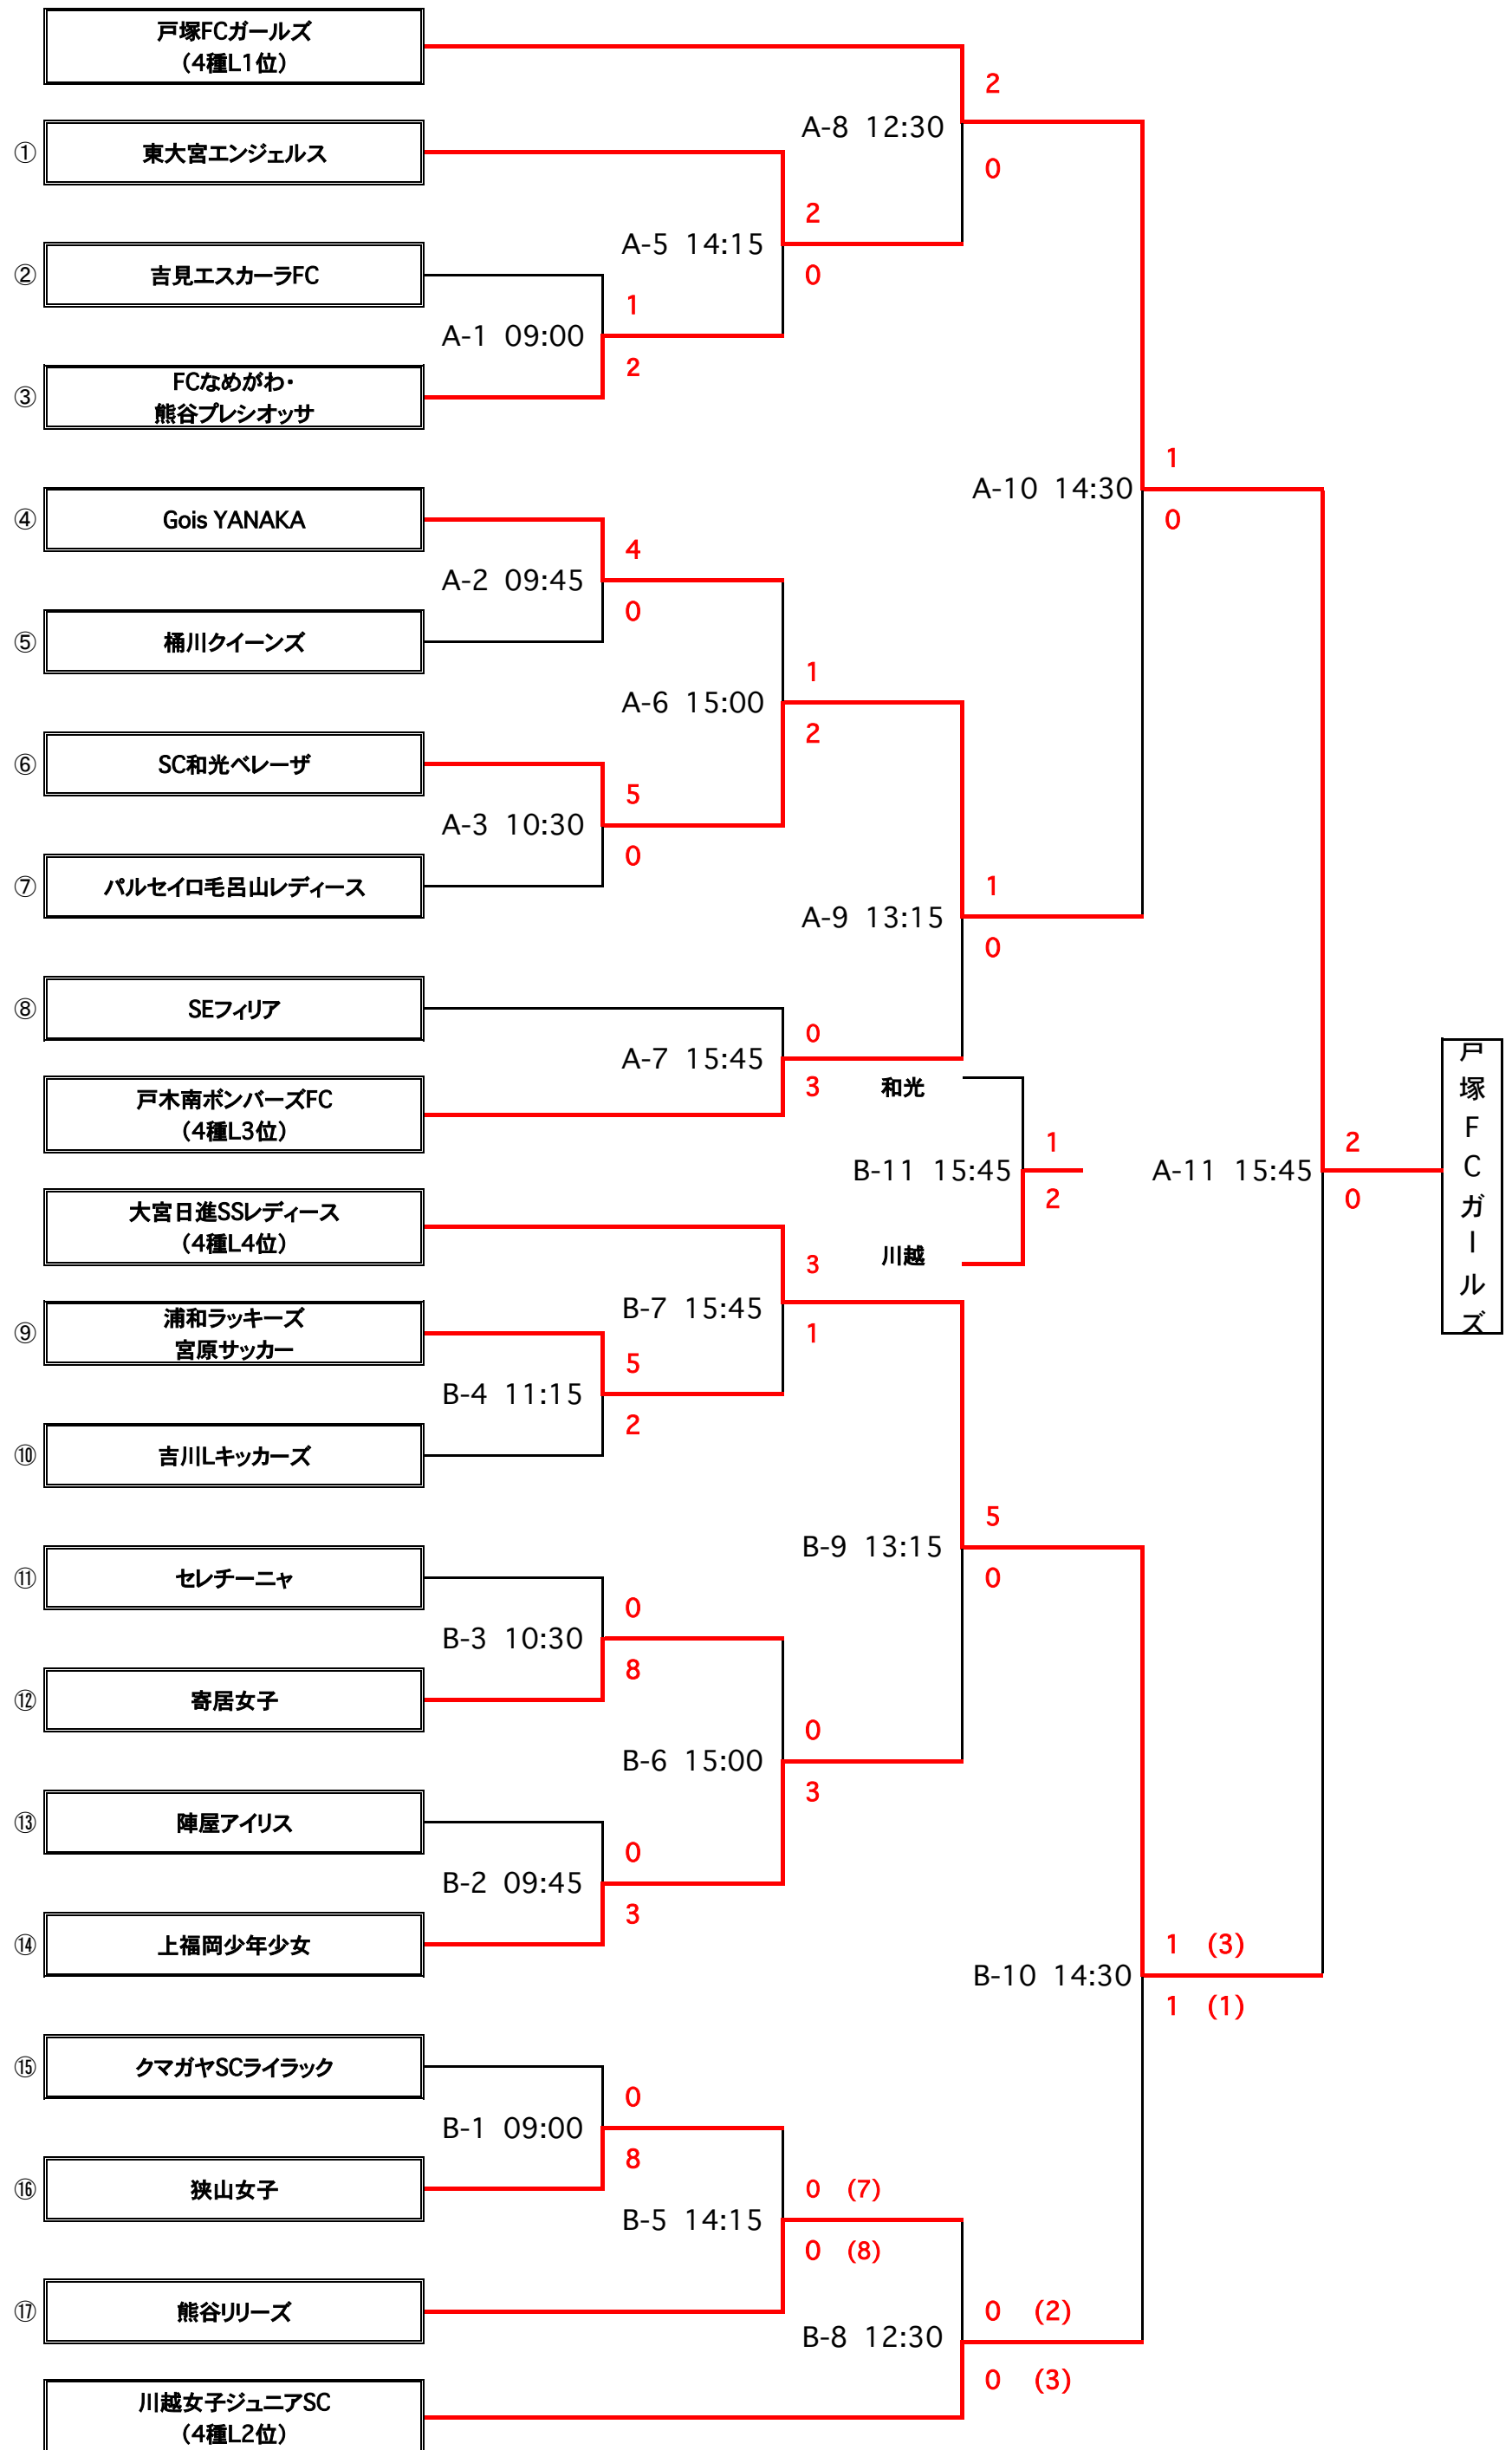 戸塚FCガールズ
（4種L1位）
2
A-8 12:30
① 東大宮エンジェルス
0
2
A-5 14:15
② 吉見エスカーラFC
0
1
A-1 09:00
2
③ FCなめがわ・
熊谷プレシオッサ
1
A-10 14:30
④ Gois YANAKA
0
4
A-2 09:45
0
⑤ 桶川クイーンズ
1
A-6 15:00
2
⑥ SC和光ベレーザ
5
A-3 10:30
0
⑦ パルセイロ毛呂山レディース
1
A-9 13:15
0
⑧ SEフィリア
0
A-7 15:45
3
和光
戸木南ボンバーズFC
（4種L3位）
1
B-11 15:45
2
A-11 15:45
2
0
戸塚FCガールズ
大宮日進SSレディース
（4種L4位）
川越
3
B-7 15:45
1
⑨ 浦和ラッキーズ
宮原サッカー
5
B-4 11:15
2
⑩ 吉川Lキッカーズ
5
B-9 13:15
0
⑪ セレチーニャ
0
B-3 10:30
8
⑫ 寄居女子
0
B-6 15:00
3
⑬ 陣屋アイリス
0
B-2 09:45
3
⑭ 上福岡少年少女
1 (3)
B-10 14:30
1 (1)
⑮ クマガヤSCライラック
0
B-1 09:00
8
⑯ 狭山女子
0 (7)
B-5 14:15
0 (8)
⑰ 熊谷リリーズ
0 (2)
B-8 12:30
0 (3)
川越女子ジュニアSC
（4種L2位）